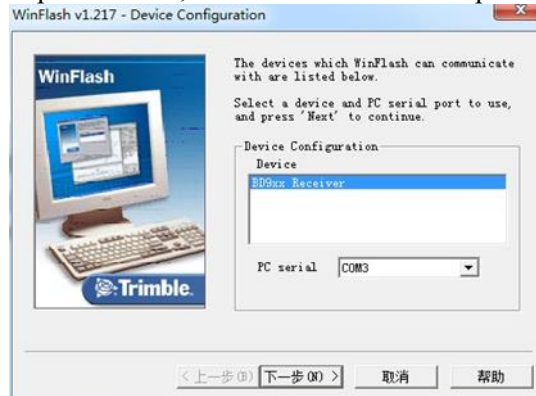 WinFlash v1.217 - Device Configuration
WinFlash
The devices which WinFlash can communicate
with are listed below.
Select a device and PC serial port to use,
and press 'Next' to continue.
Device Configuration
Device
BD9xx Receiver
PC serial COM3
Trimble.
< 上一步(B) 下一步(N) > 取消 帮助